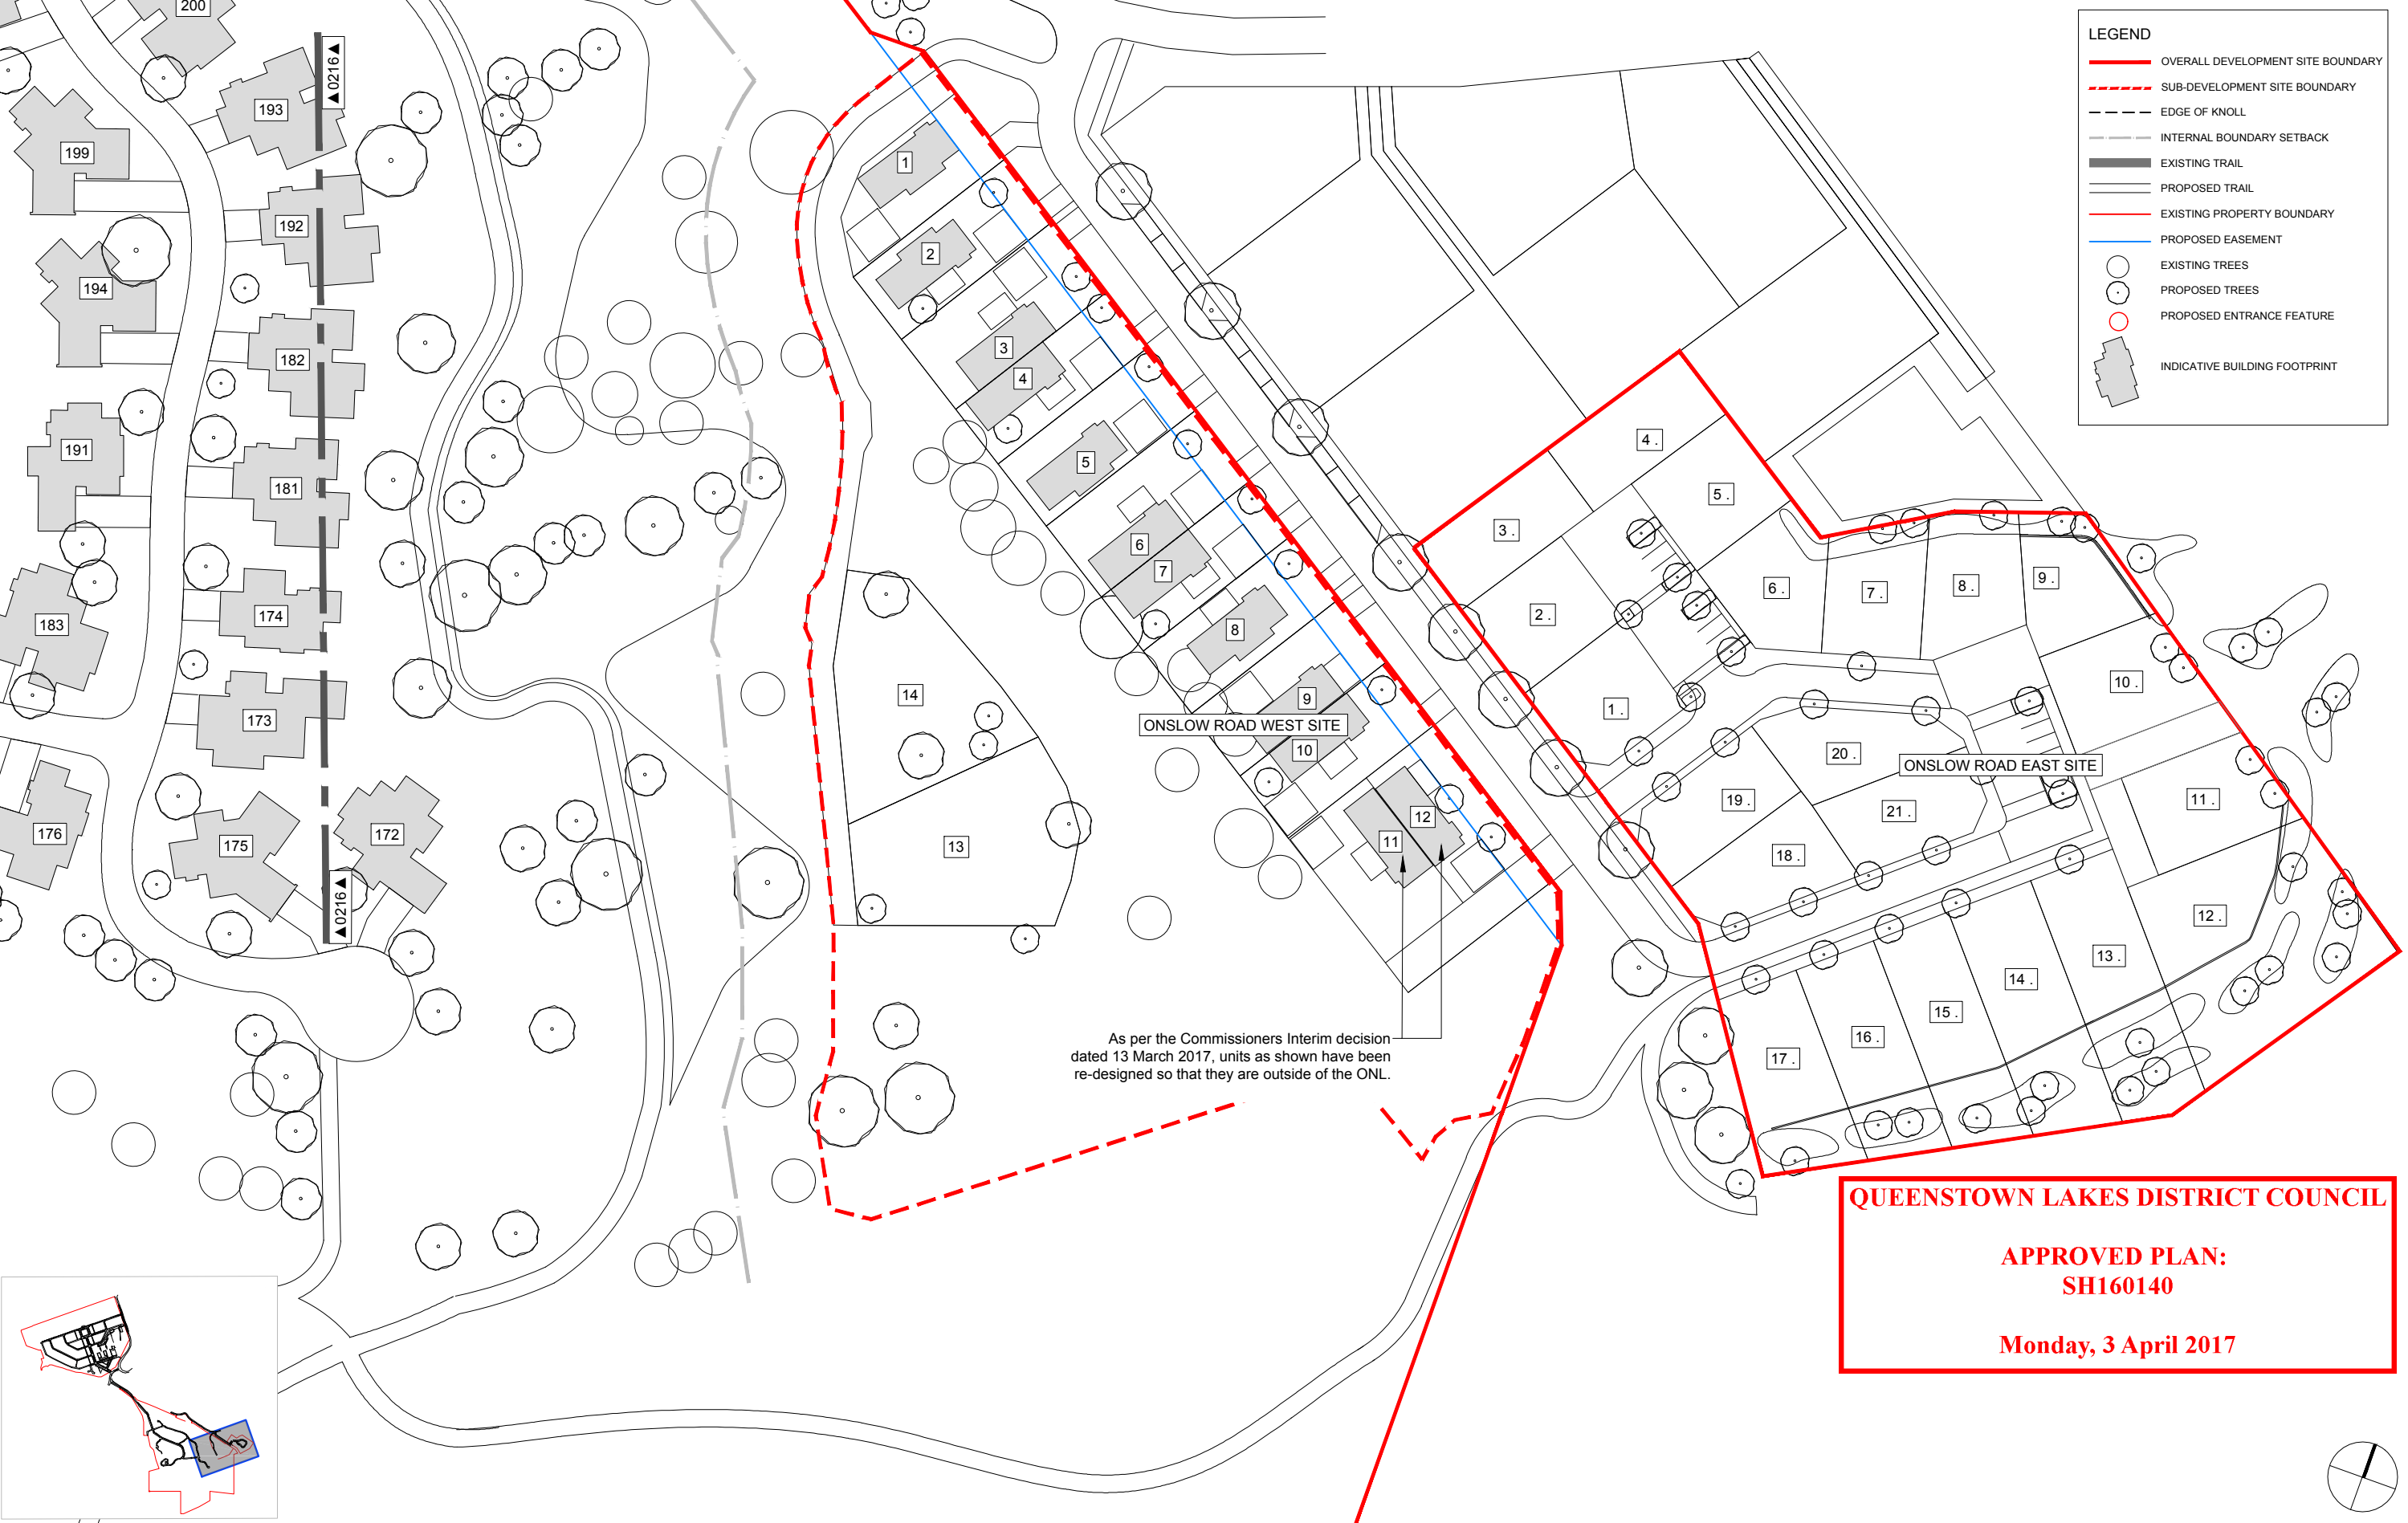 200
193
▲0216▲
199
192
194
182
191
181
174
183
173
175
172
176
▲0216▲
1
2
3
4
5
6
7
8
9
ONSLOW ROAD WEST SITE
10
12
11
14
13
As per the Commissioners Interim decision
dated 13 March 2017, units as shown have been
re-designed so that they are outside of the ONL.
4 .
5 .
3 .
2 .
1 .
6 .
7 .
8 .
9 .
10 .
20 .
ONSLOW ROAD EAST SITE
19 .
21 .
11 .
18 .
12 .
13 .
14 .
15 .
16 .
17 .
LEGEND
OVERALL DEVELOPMENT SITE BOUNDARY
SUB-DEVELOPMENT SITE BOUNDARY
EDGE OF KNOLL
INTERNAL BOUNDARY SETBACK
EXISTING TRAIL
PROPOSED TRAIL
EXISTING PROPERTY BOUNDARY
PROPOSED EASEMENT
EXISTING TREES
PROPOSED TREES
PROPOSED ENTRANCE FEATURE
INDICATIVE BUILDING FOOTPRINT
QUEENSTOWN LAKES DISTRICT COUNCIL
APPROVED PLAN:
SH160140
Monday, 3 April 2017